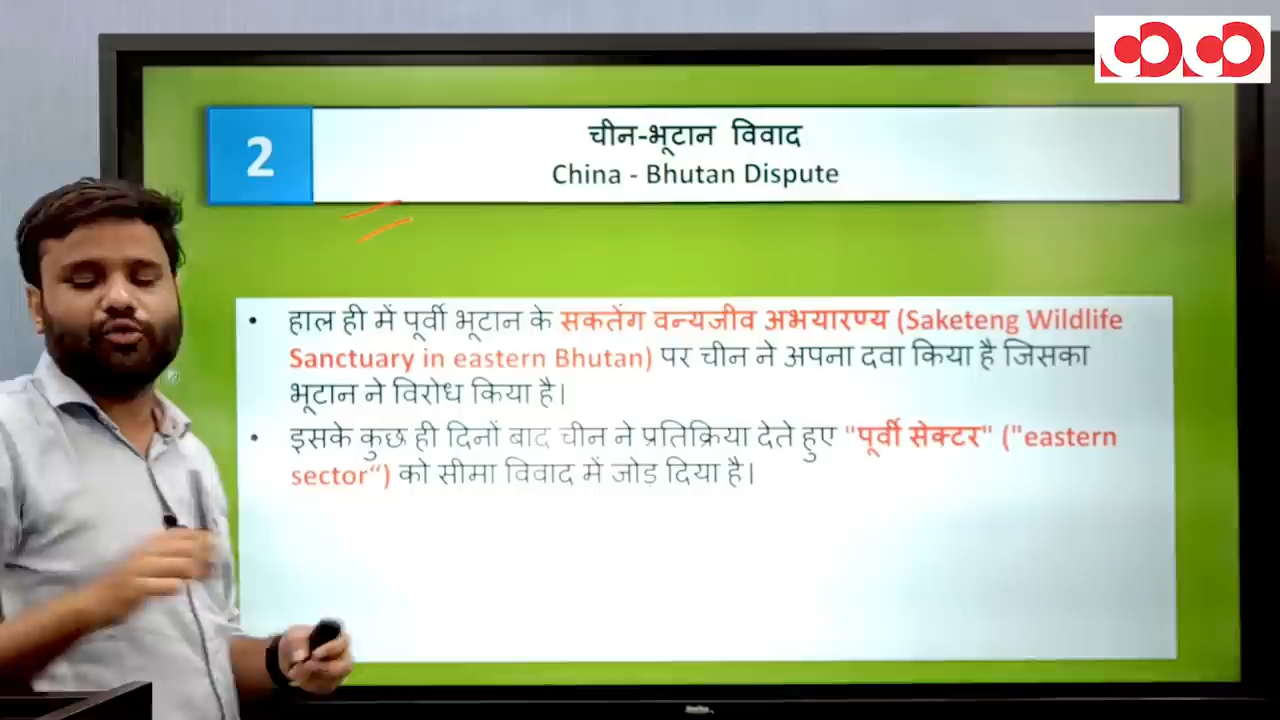 2
चीन-भूटान विवाद
China - Bhutan Dispute
• हाल ही में पूर्वी भूटान के सकतेंग वन्यजीव अभयारण्य (Saketeng Wildlife
Sanctuary in eastern Bhutan) पर चीन ने अपना दवा किया है जिसका
भूटान ने विरोध किया है।
• इसके कुछ ही दिनों बाद चीन ने प्रतिक्रिया देते हुए "पूर्वी सेक्टर" ("eastern
sector“) को सीमा विवाद में जोड दिया है।